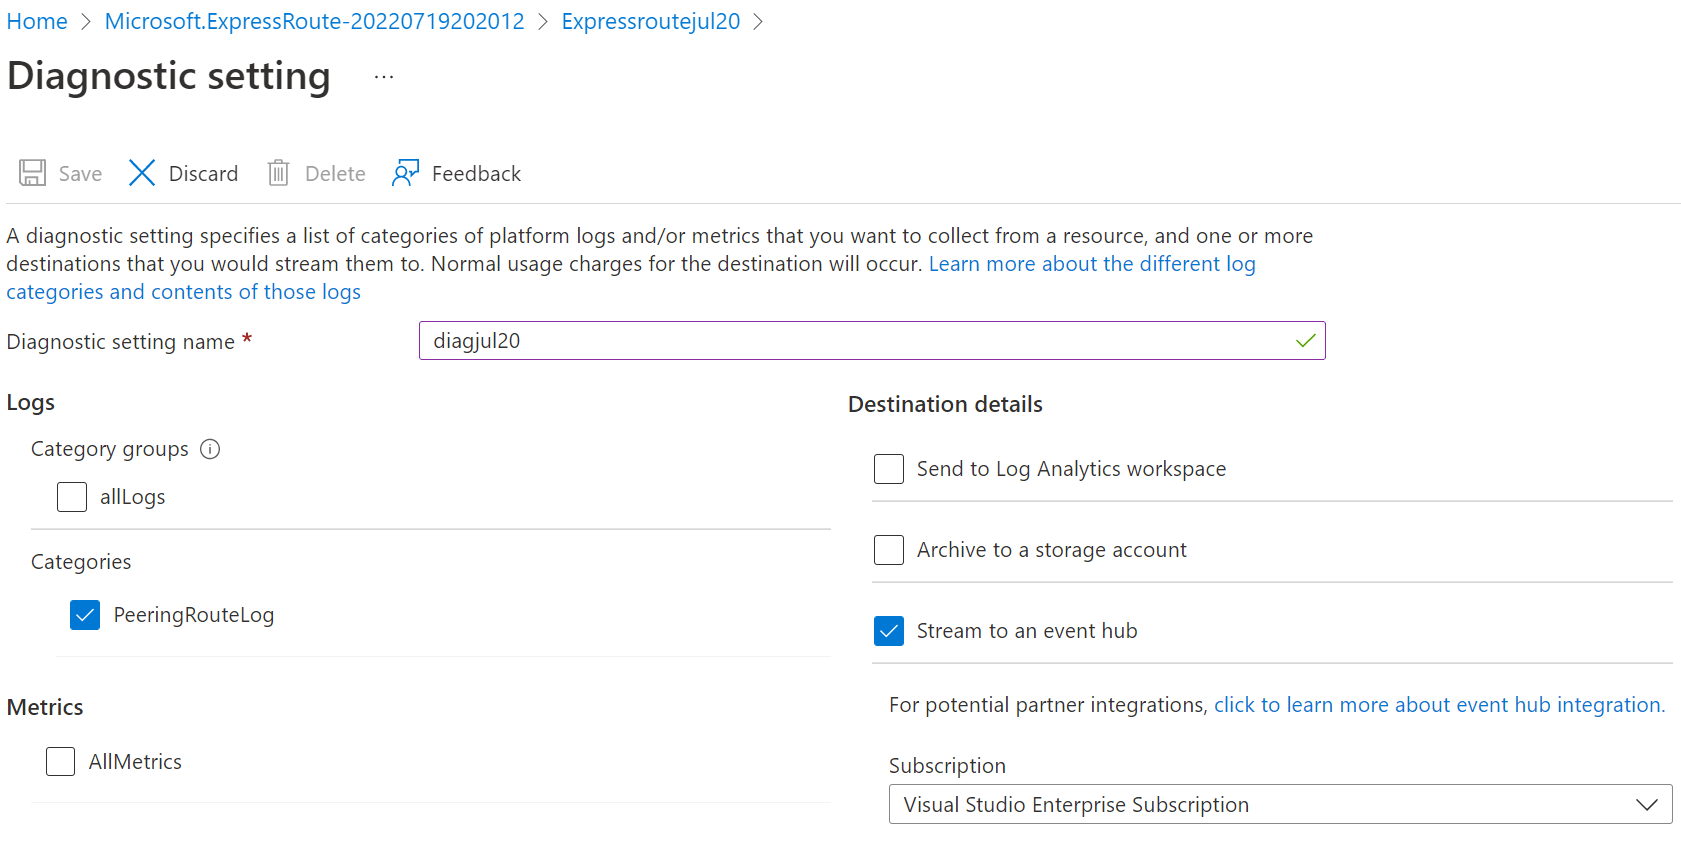 Home > Microsoft.ExpressRoute-20220719202012 > Expressroutejul20 >
Diagnostic setting ...
Save Discard Delete Feedback
A diagnostic setting specifies a list of categories of platform logs and/or metrics that you want to collect from a resource, and one or more
destinations that you would stream them to. Normal usage charges for the destination will occur. Learn more about the different log
categories and contents of those logs
Diagnostic setting name *
diagjul20
Logs
Category groups
allLogs
Categories
PeeringRouteLog
Metrics
AllMetrics
Destination details
Send to Log Analytics workspace
Archive to a storage account
Stream to an event hub
For potential partner integrations, click to learn more about event hub integration.
Subscription
Visual Studio Enterprise Subscription